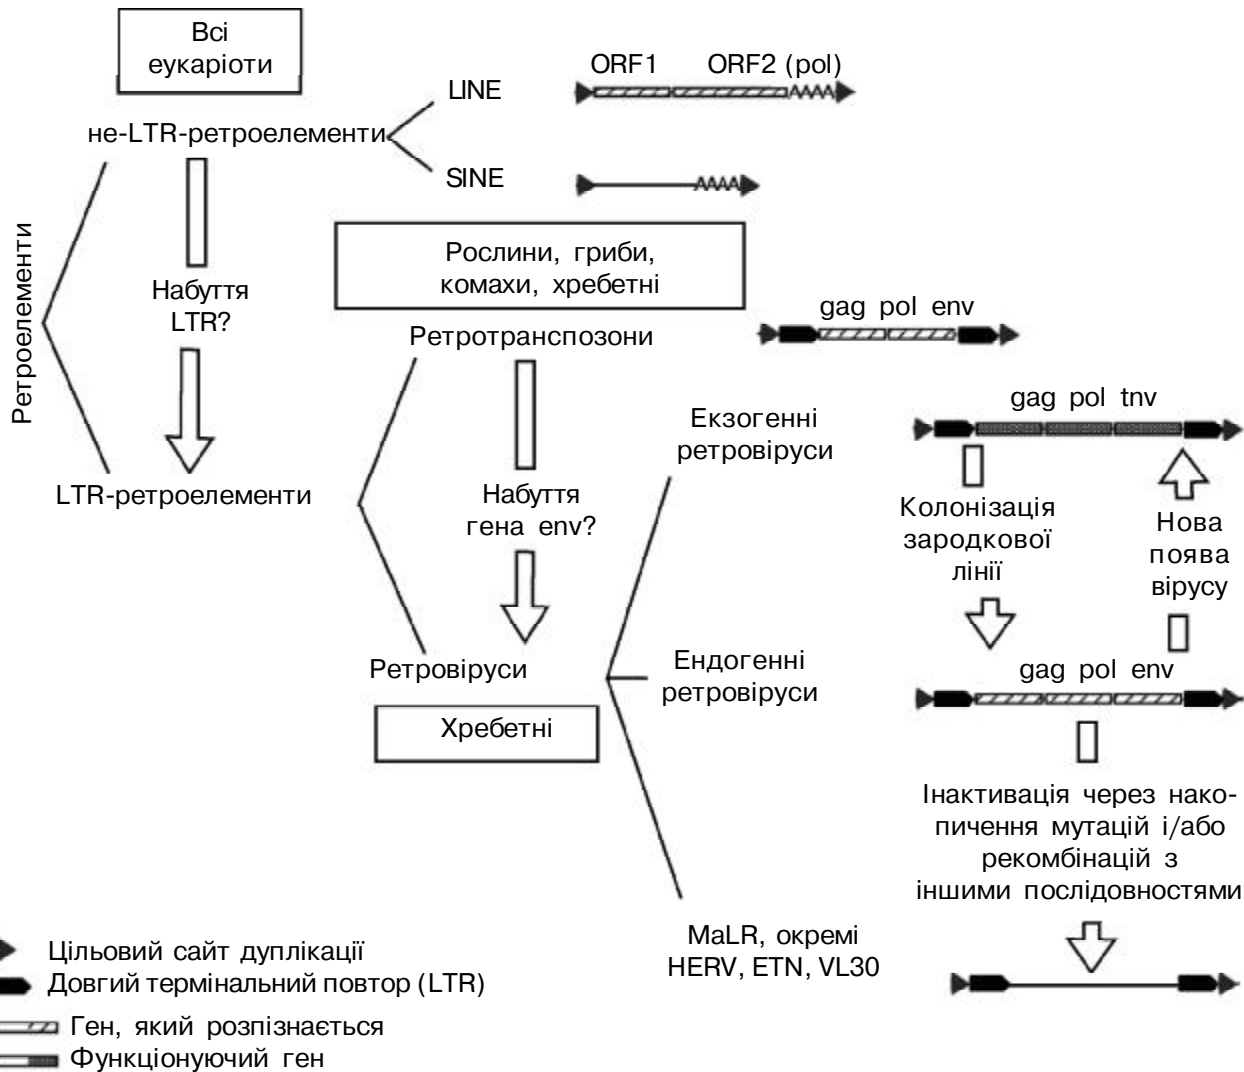 Всі
еукаріоти
не-LTR-ретроелементи
LINE
ORF1 ORF2 (pol)
SINE
Ретроелементи
Набуття
LTR?
LTR-ретроелементи
Рослини, гриби,
комахи, хребетні
Ретротранспозони
gag pol env
Набуття
гена env?
Ретровіруси
Хребетні
Екзогенні
ретровіруси
gag pol tnv
Колонізація
зародкової
лінії
Нова
поява
вірусу
Ендогенні
ретровіруси
gag pol env
Інактивація через нако-
пичення мутацій і/або
рекомбінацій з
іншими послідовностями
MaLR, окремі
HERV, ETN, VL30
Цільовий сайт дуплікації
Довгий термінальний повтор (LTR)
Ген, який розпізнається
Функціонуючий ген